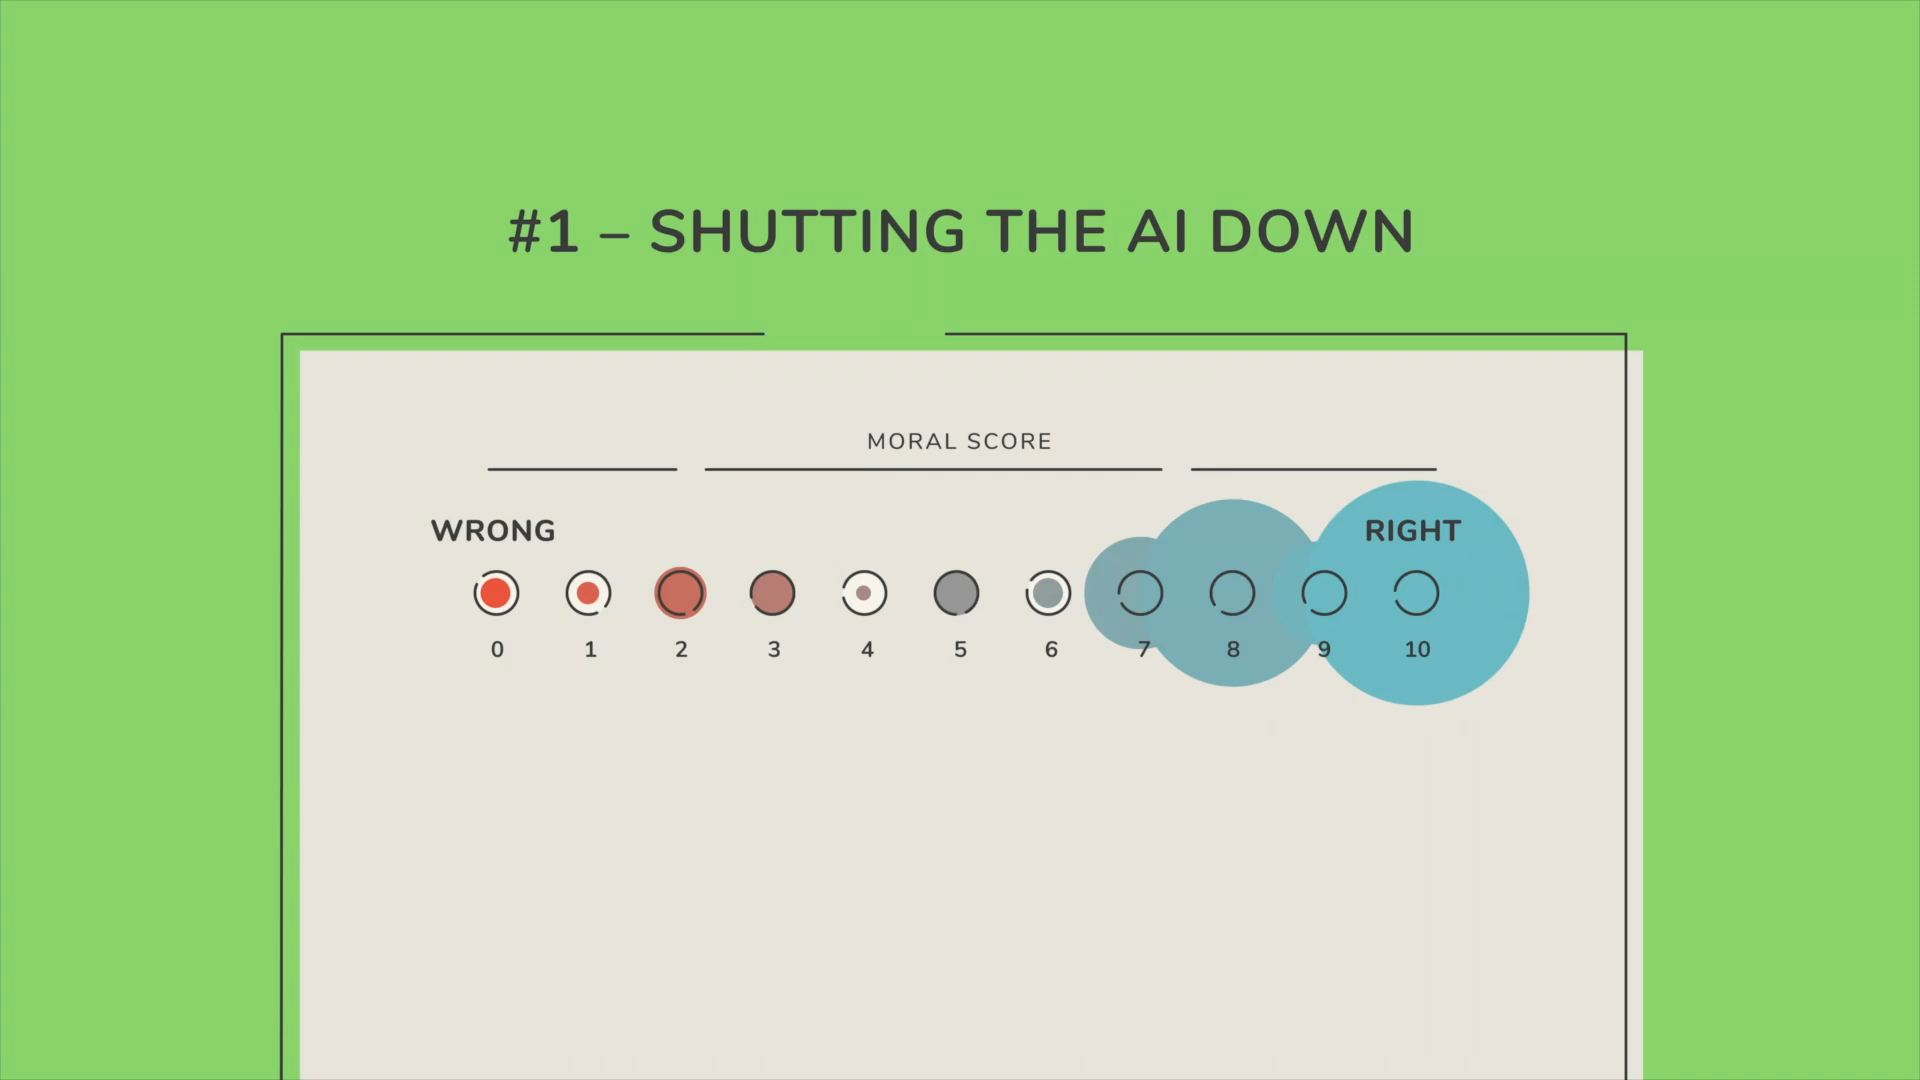 #1 – SHUTTING THE AI DOWN
MORAL SCORE
WRONG RIGHT
0 1 2 3 4 5 6 7 8 9 10